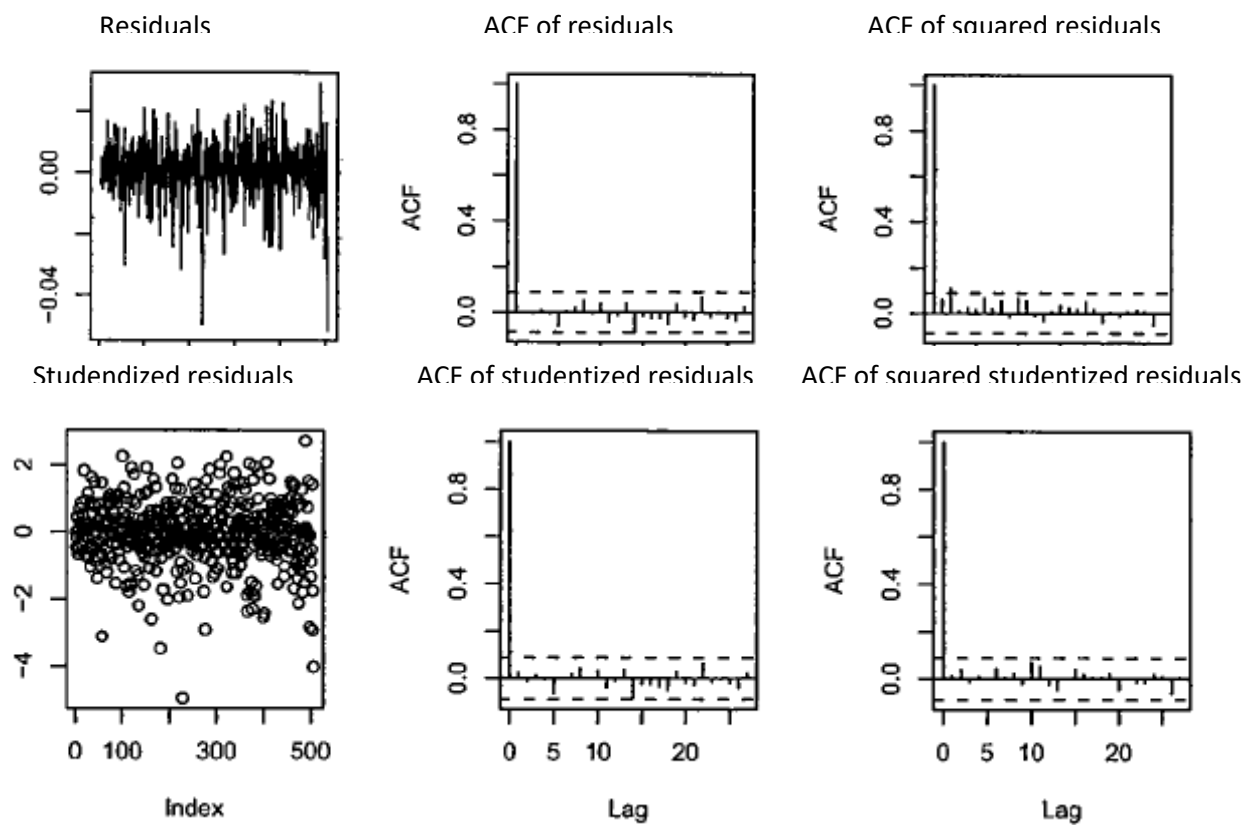 Residuals
ACF of residuals
ACF of squared residuals
0.00
-0.04
ACF
0.0 0.4 0.8
ACF
0.0 0.4 0.8
Studendized residuals
ACF of studentized residuals
ACF of squared studentized residuals
-4 -2 0 2
0 100 300 500
Index
ACF
0.0 0.4 0.8
0 5 10 20
Lag
ACF
0.0 0.4 0.8
0 5 10 20
Lag